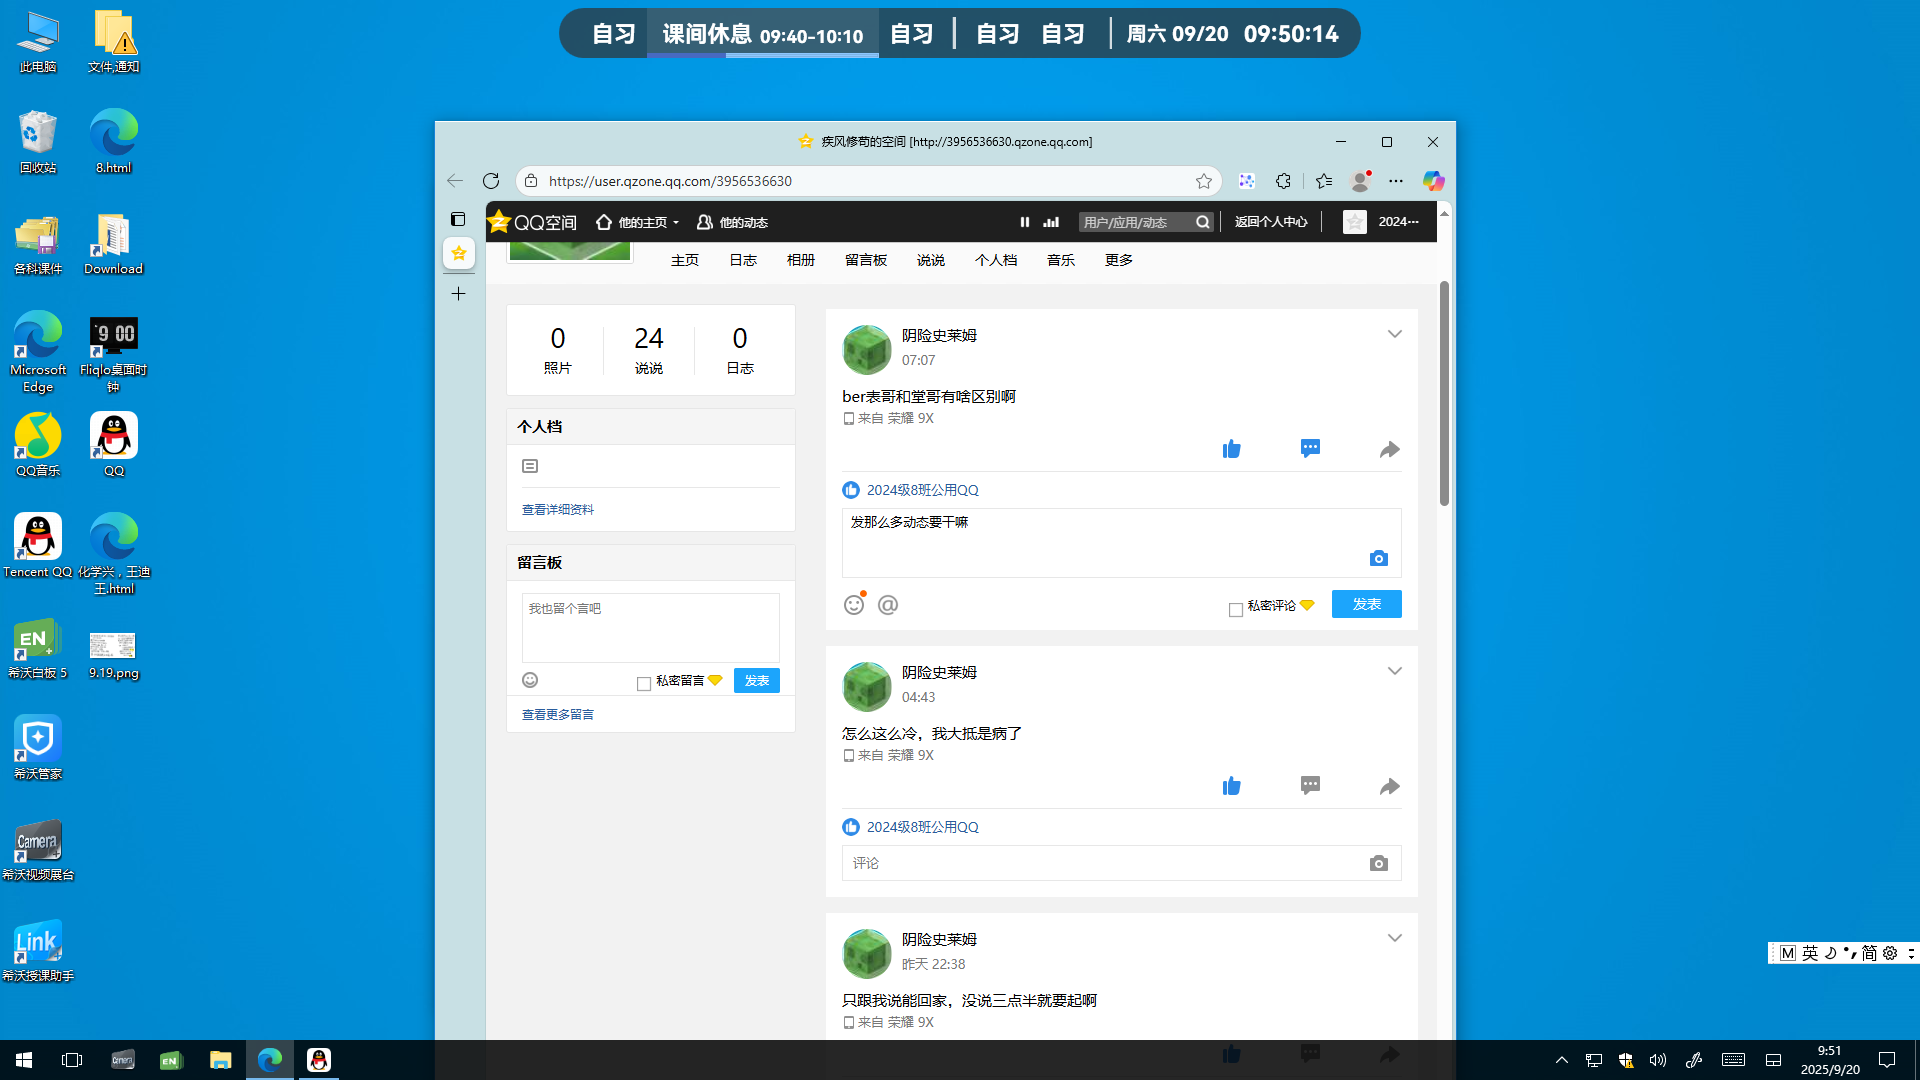 自习 课间休息 09:40-10:10 自习 自习 自习 周六 09/20 09:50:14
此电脑 文件,通知
回收站 8.html
各科课件 Download
Microsoft Edge
9 00
Fliqlo桌面时钟
QQ音乐 QQ
Tencent QQ 化学兴，王迪王.html
EN
希沃白板 5 9.19.png
希沃管家
Camera
希沃视频展台
Link
希沃授课助手
疾风修苟的空间 [http://3956536630.qzone.qq.com]
https://user.qzone.qq.com/3956536630
QQ空间 他的主页 他的动态 用户/应用/动态 返回个人中心 2024···
主页 日志 相册 留言板 说说 个人档 音乐 更多
0 24 0
照片 说说 日志
个人档
查看详细资料
留言板
我也留个言吧
私密留言 发表
查看更多留言
阴险史莱姆
07:07
ber表哥和堂哥有啥区别啊
来自 荣耀 9X
2024级8班公用QQ
发那么多动态要干嘛
@ 私密评论 发表
阴险史莱姆
04:43
怎么这么冷，我大抵是病了
来自 荣耀 9X
2024级8班公用QQ
评论
阴险史莱姆
昨天 22:38
只跟我说能回家，没说三点半就要起啊
来自 荣耀 9X
M 英 简
Camera EN
9:51
2025/9/20